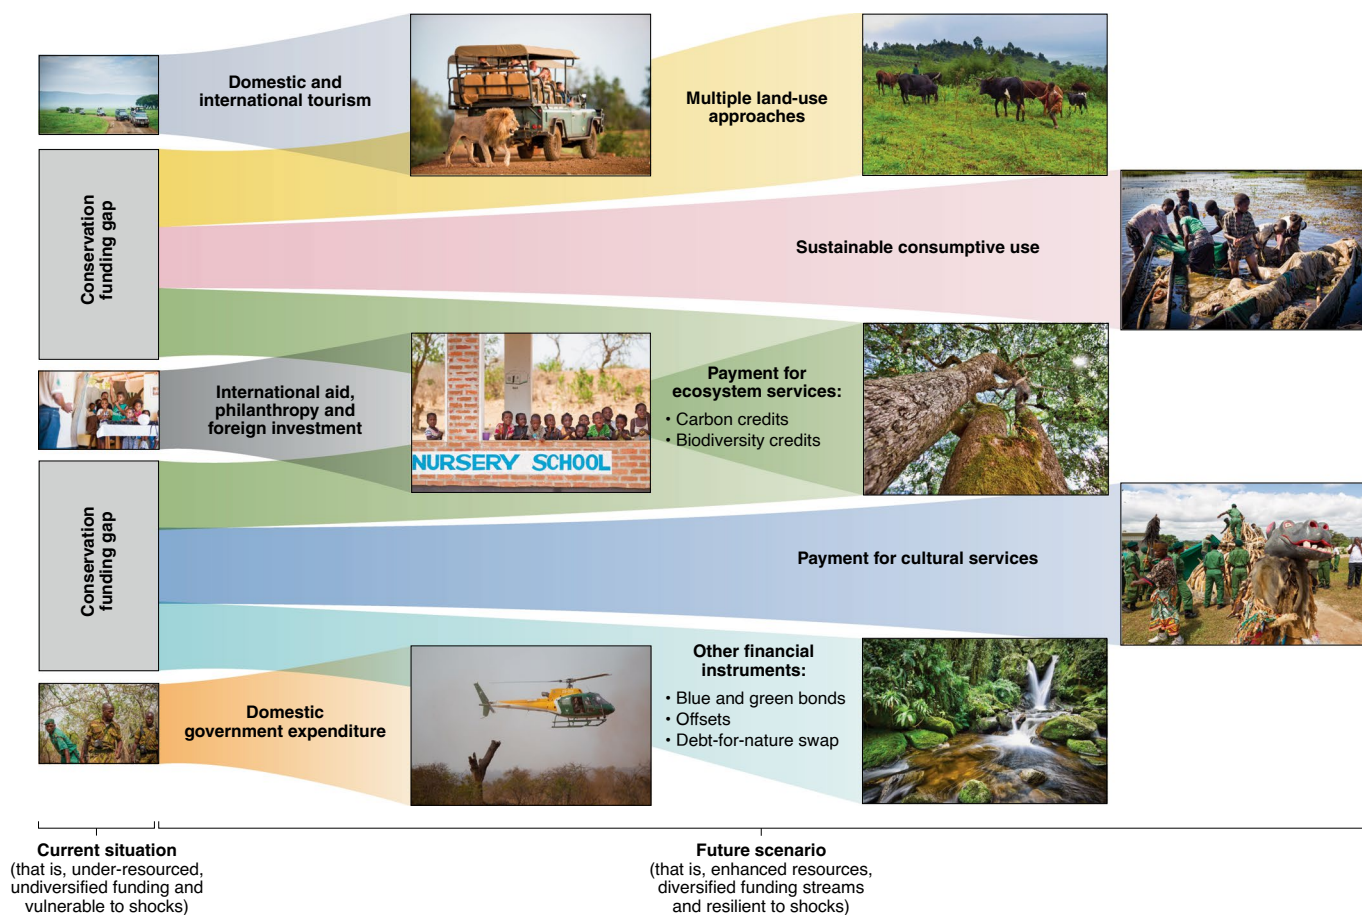 Domestic and
international tourism
Multiple land-use
approaches
Conservation
funding gap
Sustainable consumptive use
International aid,
philanthropy and
foreign investment
NURSERY SCHOOL
Payment for
ecosystem services:
• Carbon credits
• Biodiversity credits
Conservation
funding gap
Payment for cultural services
Domestic
government expenditure
Other financial
instruments:
• Blue and green bonds
• Offsets
• Debt-for-nature swap
Current situation
(that is, under-resourced,
undiversified funding and
vulnerable to shocks)
Future scenario
(that is, enhanced resources,
diversified funding streams
and resilient to shocks)